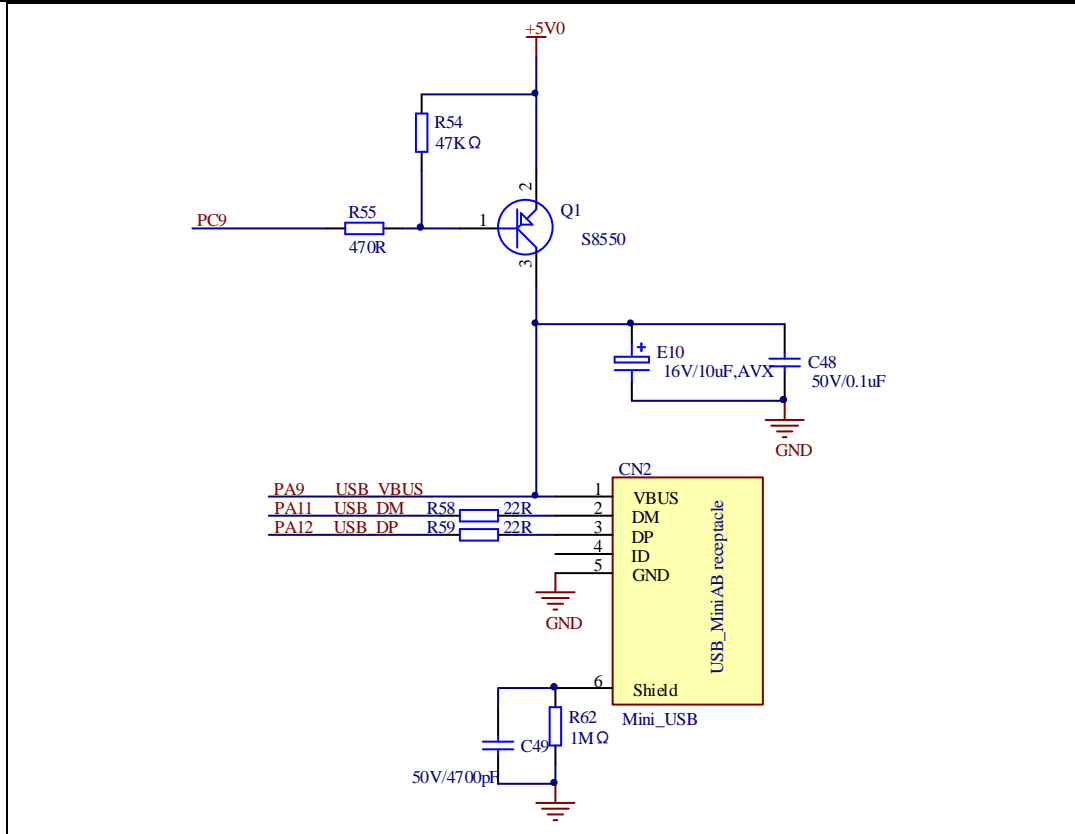 +5V0
R54
47KΩ
2
PC9
R55
1
Q1
470R
S8550
3
E10
16V/10uF,AVX
C48
50V/0.1uF
GND
CN2
PA9 USB_VBUS 1 VBUS
PA11 USB_DM R58 22R 2 DM
PA12 USB_DP R59 22R 3 DP
4 ID
5 GND
GND
USB_MiniAB receptacle
6 Shield
Mini_USB
R62
1MΩ
C49
50V/4700pF